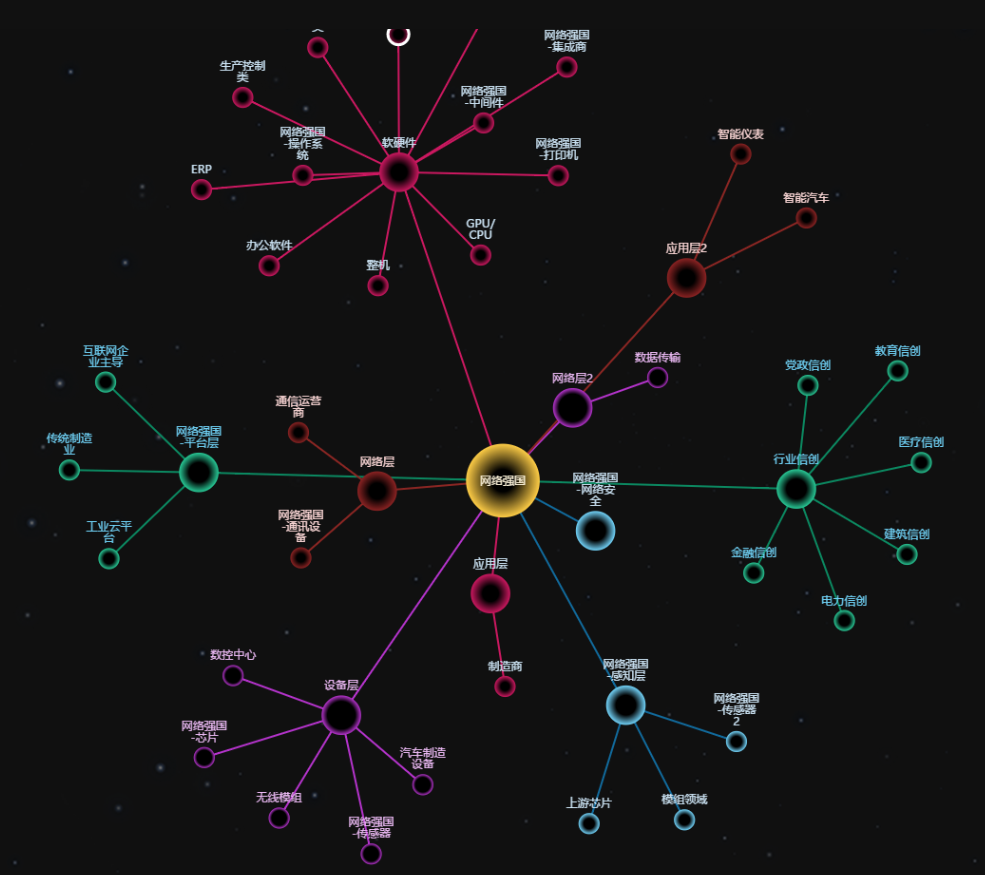 网络强国
-集成商
生产控制
类
网络强国
-中间件
网络强国
-操作系
统
软硬件
智能仪表
网络强国
-打印机
ERP
智能汽车
GPU/
CPU
办公软件
应用层2
整机
互联网企
业主导
数据传输
教育信创
党政信创
网络层2
通信运营
商
网络强国
-平台层
传统制造
业
医疗信创
网络层
行业信创
网络强国
网络强国
-网络安
全
网络强国
-通讯设
备
工业云平
台
建筑信创
金融信创
应用层
电力信创
数控中心
制造商
网络强国
-感知层
设备层
网络强国
-传感器
2
网络强国
-芯片
汽车制造
设备
无线模组
上游芯片
模组领域
网络强国
-传感器